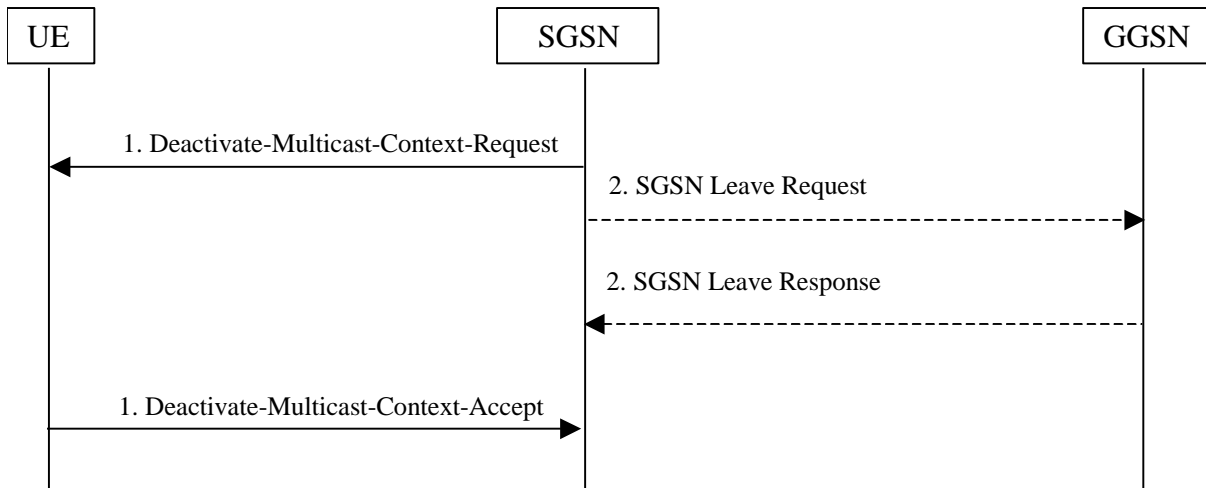 UE
SGSN
GGSN
1. Deactivate-Multicast-Context-Request
2. SGSN Leave Request
2. SGSN Leave Response
1. Deactivate-Multicast-Context-Accept